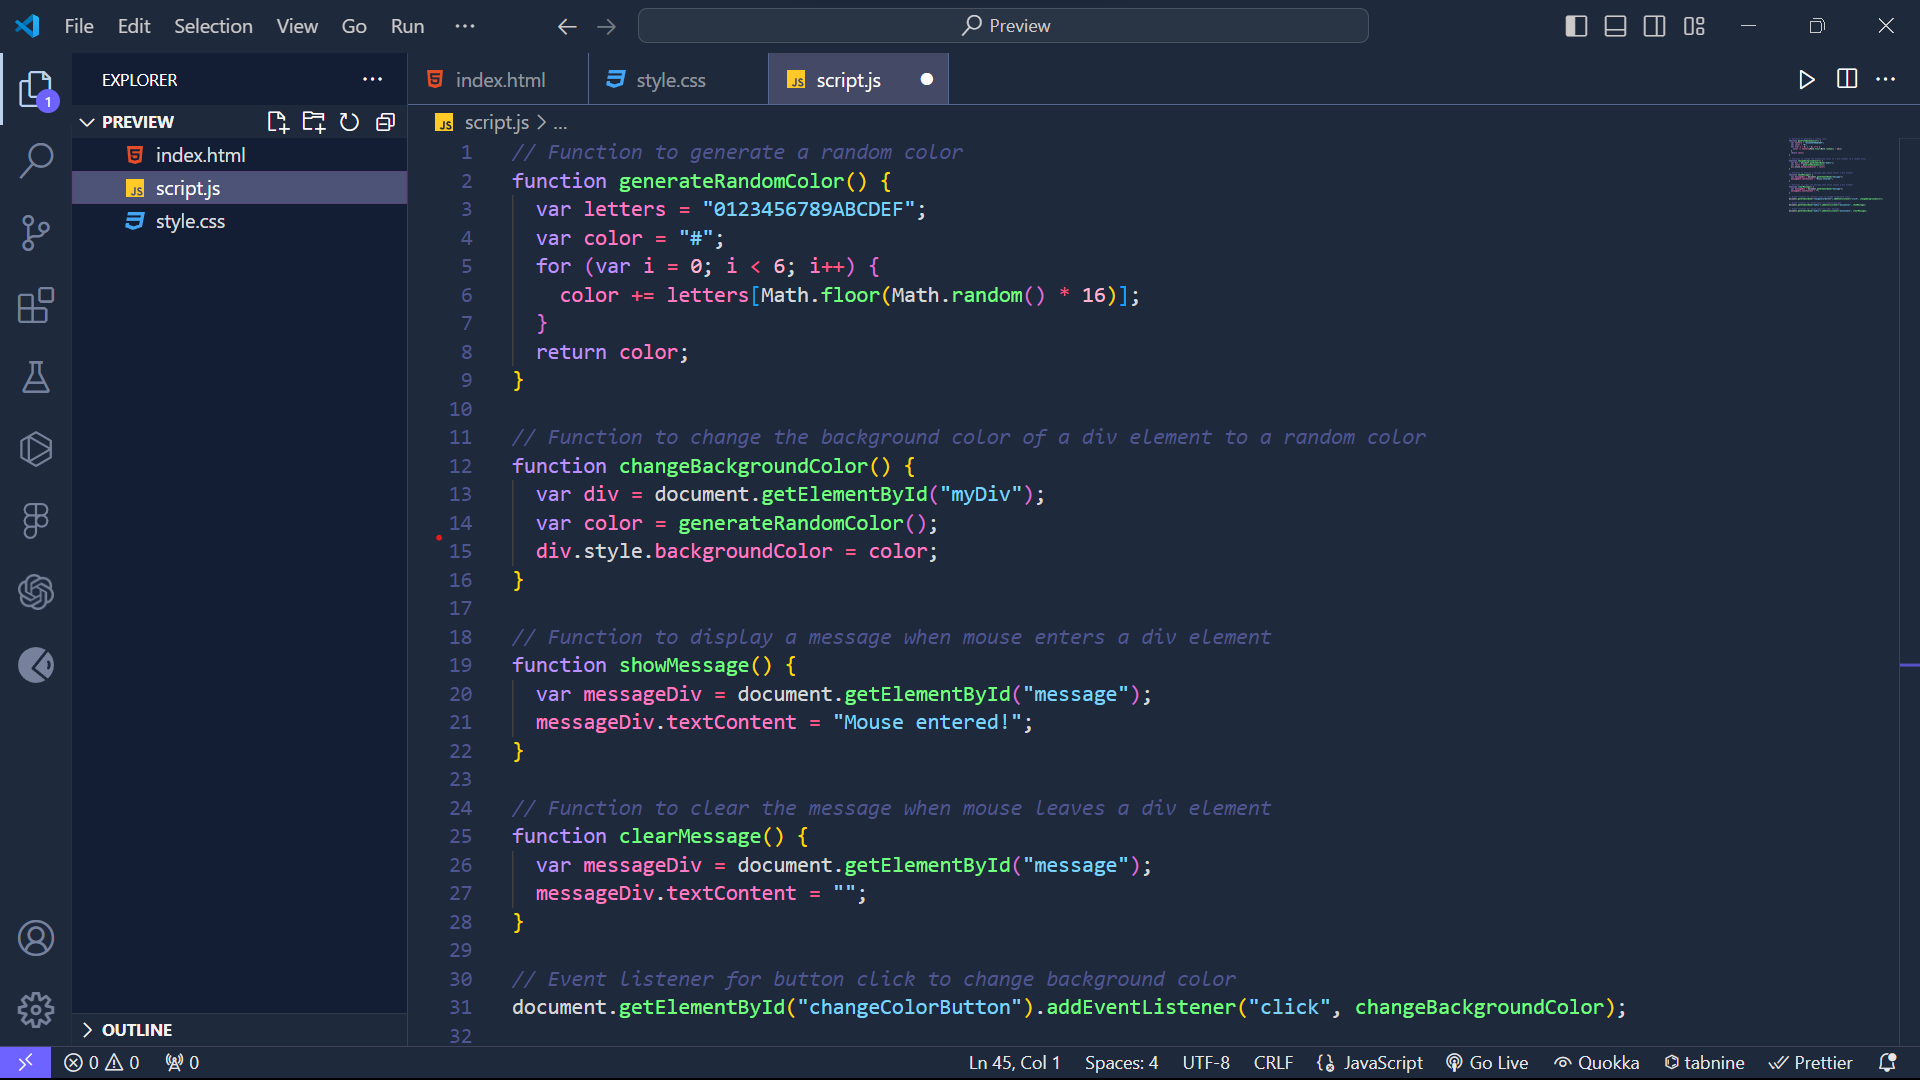 File Edit Selection View Go Run ··· Preview
EXPLORER ···
index.html style.css script.js
PREVIEW
index.html
script.js
style.css
OUTLINE
1
script.js > ...
1 // Function to generate a random color
2 function generateRandomColor() {
3 var letters = "0123456789ABCDEF";
4 var color = "#";
5 for (var i = 0; i < 6; i++) {
6 color += letters[Math.floor(Math.random() * 16)];
7 }
8 return color;
9 }
10
11 // Function to change the background color of a div element to a random color
12 function changeBackgroundColor() {
13 var div = document.getElementById("myDiv");
14 var color = generateRandomColor();
15 div.style.backgroundColor = color;
16 }
17
18 // Function to display a message when mouse enters a div element
19 function showMessage() {
20 var messageDiv = document.getElementById("message");
21 messageDiv.textContent = "Mouse entered!";
22 }
23
24 // Function to clear the message when mouse leaves a div element
25 function clearMessage() {
26 var messageDiv = document.getElementById("message");
27 messageDiv.textContent = "";
28 }
29
30 // Event listener for button click to change background color
31 document.getElementById("changeColorButton").addEventListener("click", changeBackgroundColor);
32
0 0 0 Ln 45, Col 1 Spaces: 4 UTF-8 CRLF {} JavaScript Go Live Quokka tabnine Prettier